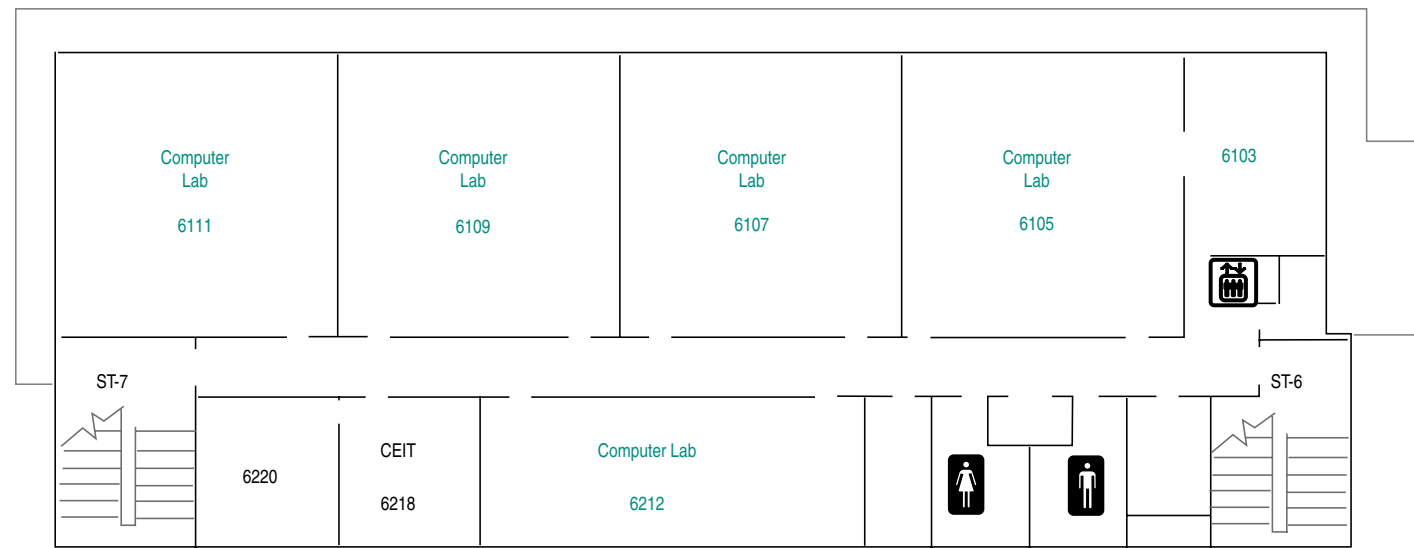 Computer
Lab
6111
Computer
Lab
6109
Computer
Lab
6107
Computer
Lab
6105
6103
ST-7
ST-6
6220
CEIT
6218
Computer Lab
6212